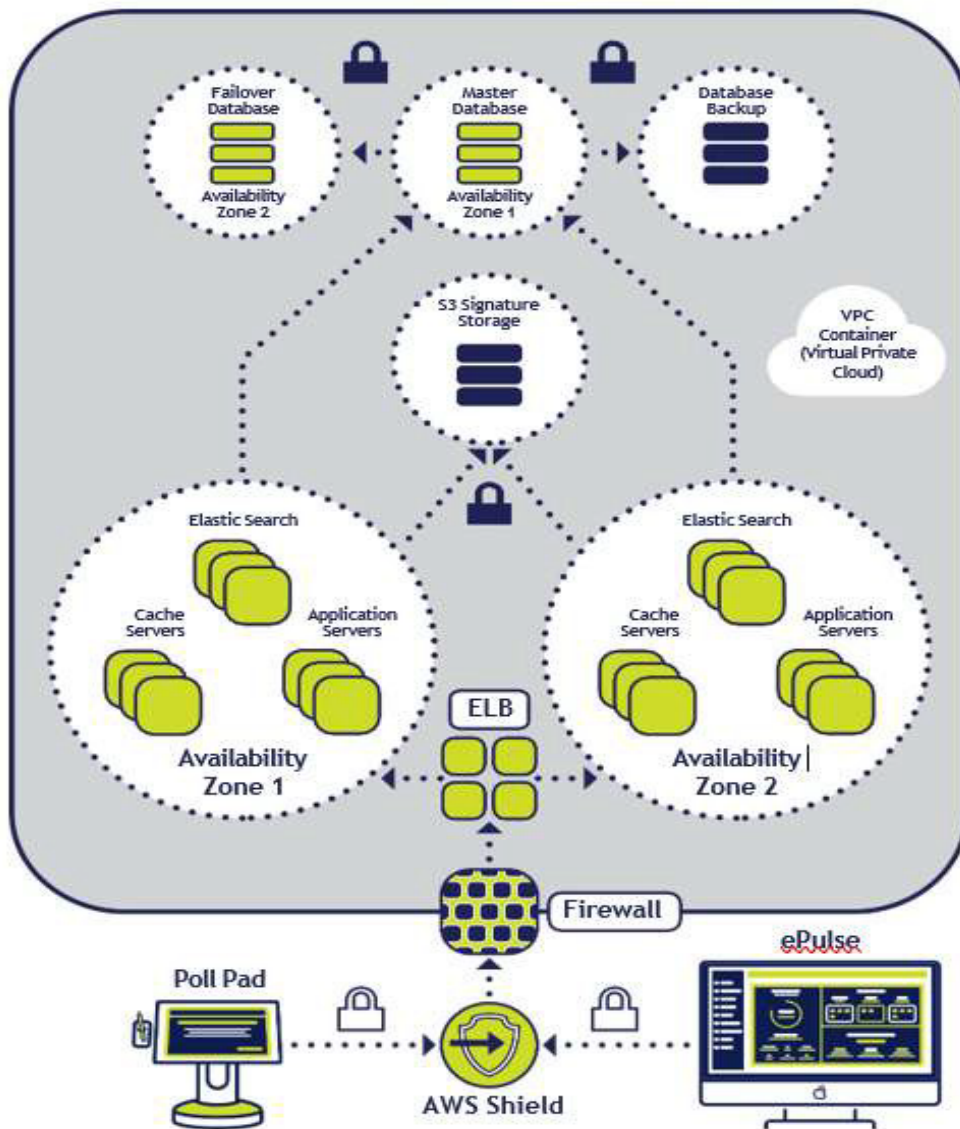 Failover
Database
Availability
Zone 2
Master
Database
Availability
Zone 1
Database
Backup
S3 Signature
Storage
VPC
Container
(Virtual Private
Cloud)
Elastic Search
Cache
Servers
Application
Servers
Availability
Zone 1
Elastic Search
Cache
Servers
Application
Servers
Availability
Zone 2
ELB
Firewall
Poll Pad
ePulse
AWS Shield